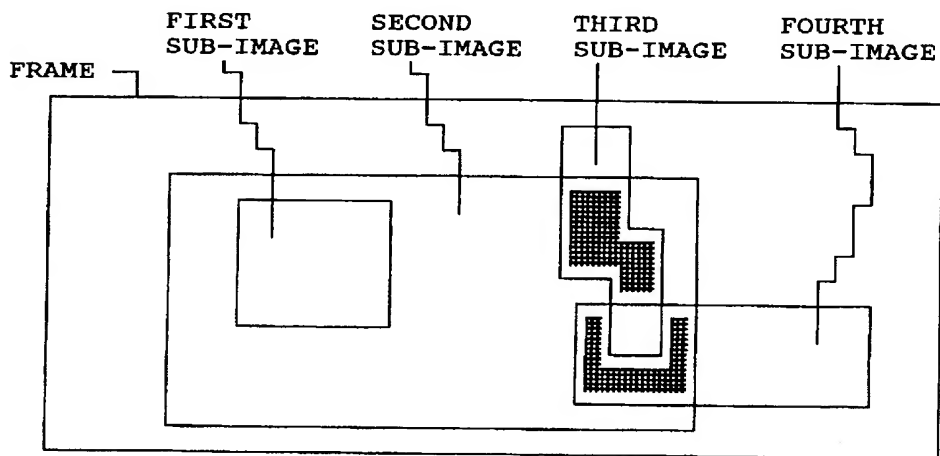 FIRST
SUB-IMAGE
SECOND
SUB-IMAGE
THIRD
SUB-IMAGE
FOURTH
SUB-IMAGE
FRAME